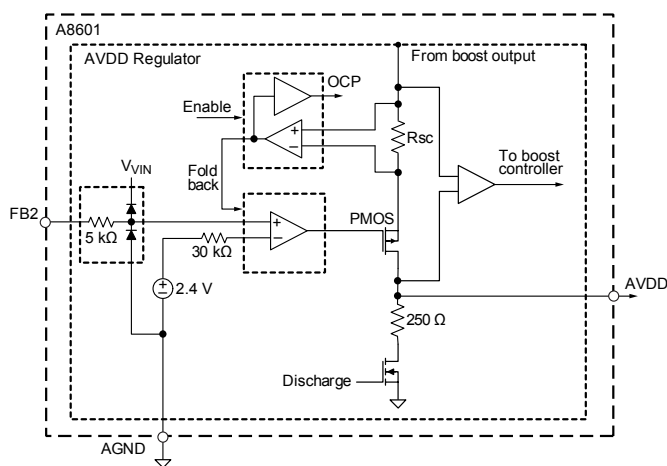 A8601
AVDD Regulator
From boost output
OCP
Enable
+
−
Rsc
To boost
controller
Fold
back
VVIN
FB2
5 kΩ
+
−
PMOS
30 kΩ
+
−
2.4 V
AVDD
250 Ω
Discharge
AGND